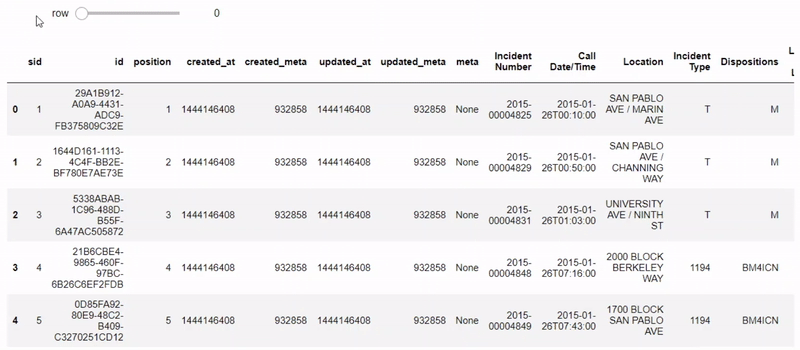 row 0
L
Incident Call Incident
sid id position created_at created_meta updated_at updated_meta meta Number Date/Time Location Type Dispositions L
29A1B912- SAN PABLO
0 1 A0A9-4431- 1 1444146408 932858 1444146408 932858 None 2015- 2015-01- AVE / MARIN T M
ADC9- 00004825 26T00:10:00 AVE
FB375809C32E
1644D161-1113- SAN PABLO
1 2 4C4F-BB2E- 2 1444146408 932858 1444146408 932858 None 2015- 2015-01- AVE / T M
BF780E7AE73E 00004829 26T00:50:00 CHANNING
WAY
5338ABAB-
2 3 1C96-488D- 3 1444146408 932858 1444146408 932858 None 2015- 2015-01- UNIVERSITY T M
B55F- 00004831 26T01:03:00 AVE / NINTH
6A47AC505872 ST
21B6CBE4-
3 4 9865-460F- 4 1444146408 932858 1444146408 932858 None 2015- 2015-01- 2000 BLOCK 1194 BM4ICN
97BC- 00004848 26T07:16:00 BERKELEY
6B26C6EF2FDB WAY
0D85FA92-
4 5 80E9-48C2- 5 1444146408 932858 1444146408 932858 None 2015- 2015-01- 1700 BLOCK 1194 BM4ICN
B409- 00004849 26T07:43:00 SAN PABLO
C3270251CD12 AVE